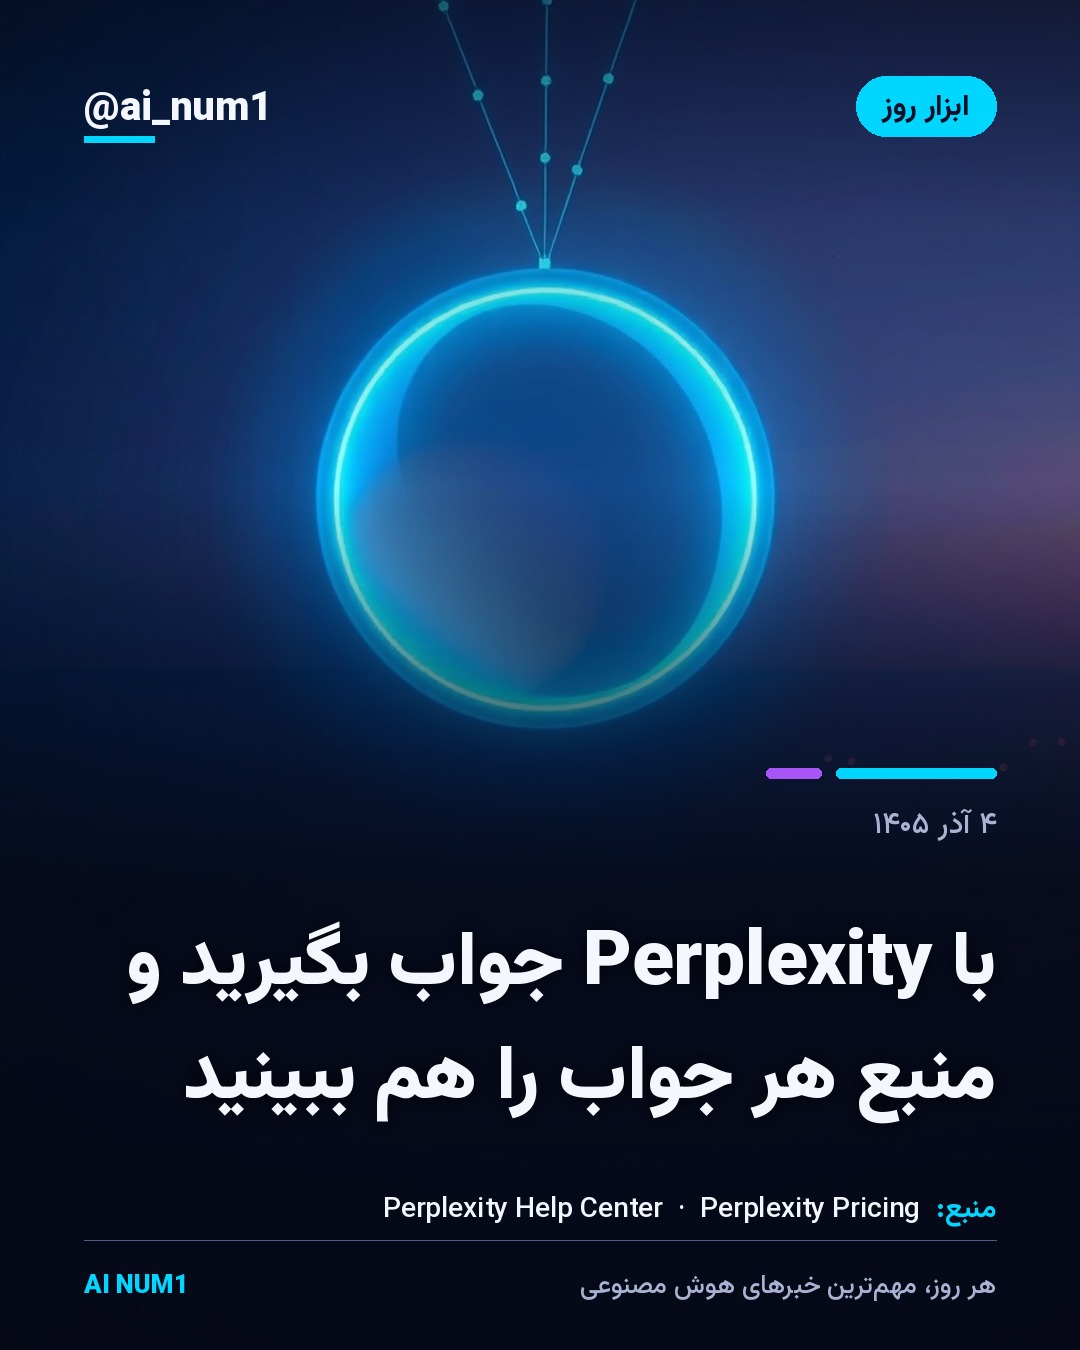 @ai_num1
ابزار روز
۴ آذر ۱۴۰۵
با Perplexity جواب بگیرید و
منبع هر جواب را هم ببینید
منبع: Perplexity Pricing · Perplexity Help Center
هر روز، مهم‌ترین خبرهای هوش مصنوعی
AI NUM1